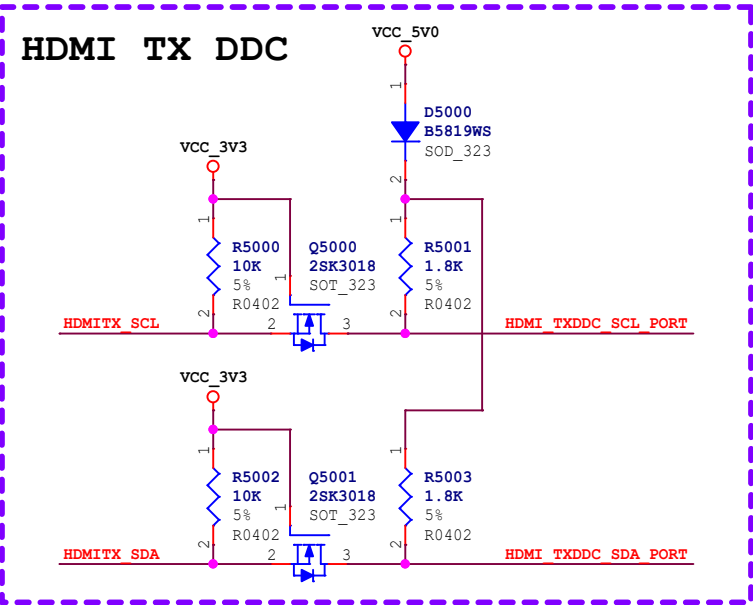 HDMI TX DDC
VCC_5V0
1
D5000
B5819WS
SOD_323
2
VCC_3V3
1
R5000
10K
5%
R0402
2
Q5000
2SK3018
SOT_323
1
2
3
1
R5001
1.8K
5%
R0402
2
HDMITX_SCL
HDMI_TXDDC_SCL_PORT
VCC_3V3
1
R5002
10K
5%
R0402
2
Q5001
2SK3018
SOT_323
1
2
3
1
R5003
1.8K
5%
R0402
2
HDMITX_SDA
HDMI_TXDDC_SDA_PORT